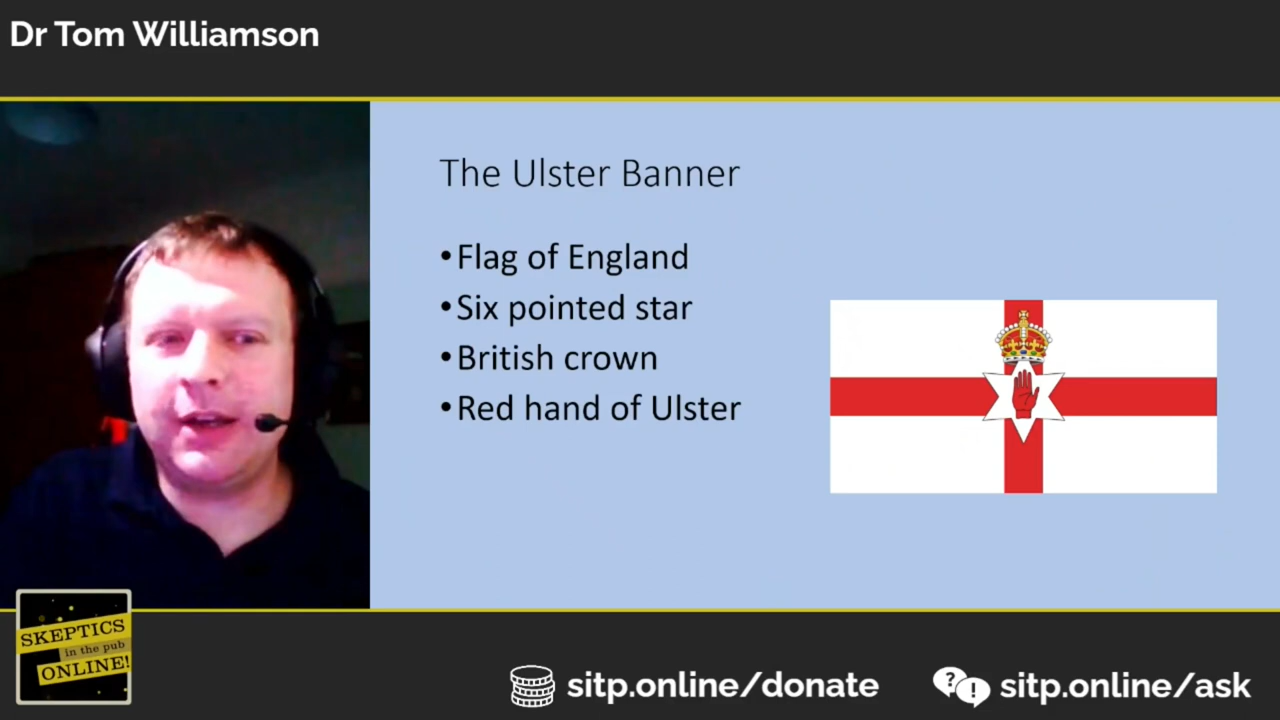 Dr Tom Williamson
The Ulster Banner
•Flag of England
•Six pointed star
•British crown
•Red hand of Ulster
SKEPTICS
in the pub
ONLINE!
sitp.online/donate
? !
sitp.online/ask